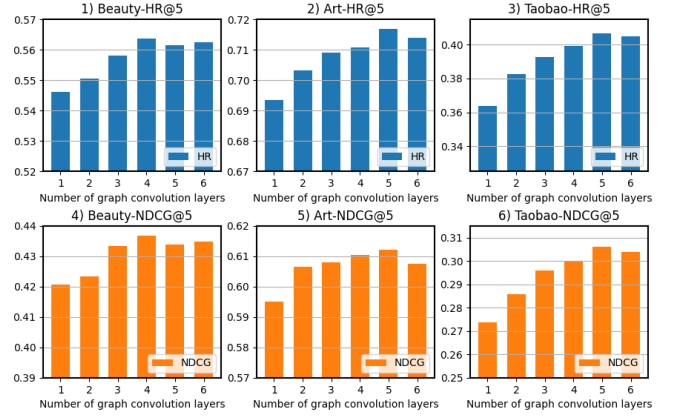 1) Beauty-HR@5
0.57
0.56
0.55
0.54
0.53
0.52
HR
1 2 3 4 5 6
Number of graph convolution layers
2) Art-HR@5
0.72
0.71
0.70
0.69
0.68
0.67
HR
1 2 3 4 5 6
Number of graph convolution layers
3) Taobao-HR@5
0.40
0.38
0.36
0.34
HR
1 2 3 4 5 6
Number of graph convolution layers
4) Beauty-NDCG@5
0.44
0.43
0.42
0.41
0.40
0.39
NDCG
1 2 3 4 5 6
Number of graph convolution layers
5) Art-NDCG@5
0.62
0.61
0.60
0.59
0.58
0.57
NDCG
1 2 3 4 5 6
Number of graph convolution layers
6) Taobao-NDCG@5
0.31
0.30
0.29
0.28
0.27
0.26
0.25
NDCG
1 2 3 4 5 6
Number of graph convolution layers